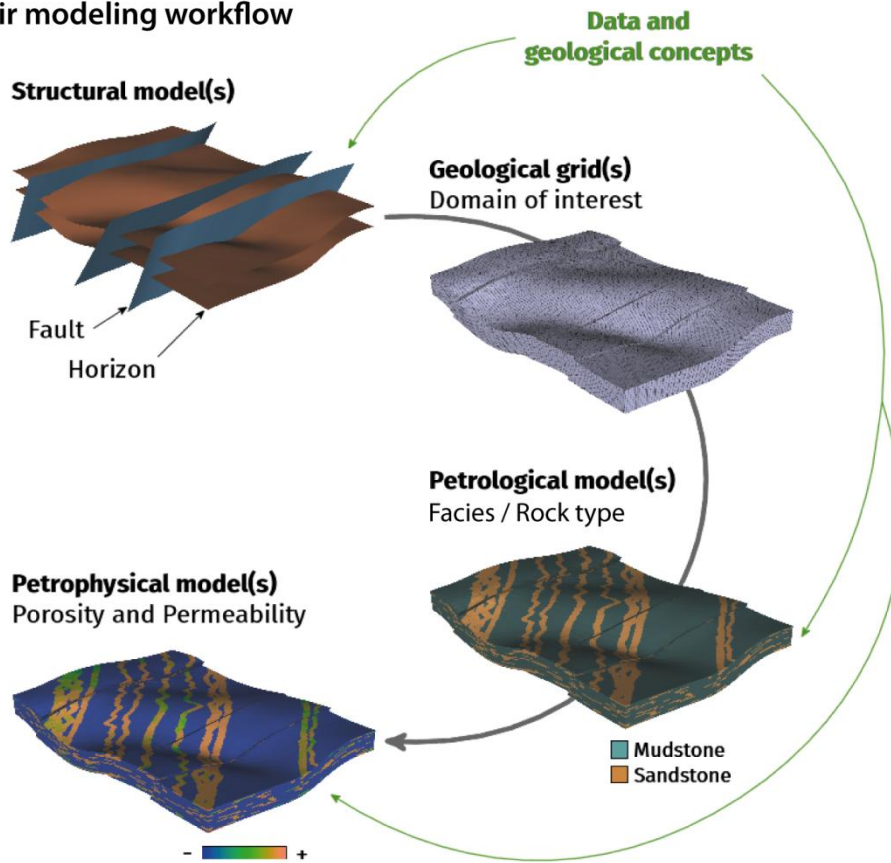 ir modeling workflow
Data and
geological concepts
Structural model(s)
Geological grid(s)
Domain of interest
Fault
Horizon
Petrological model(s)
Facies / Rock type
Petrophysical model(s)
Porosity and Permeability
Mudstone
Sandstone
- +